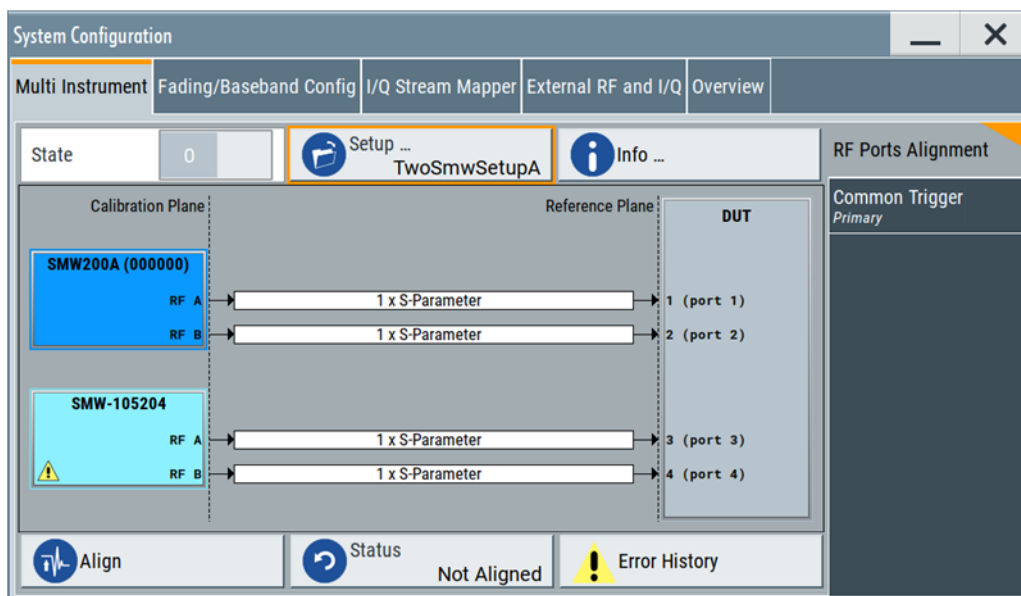 System Configuration
Multi Instrument Fading/Baseband Config I/Q Stream Mapper External RF and I/Q Overview
State 0 Setup ... TwoSmwSetupA Info ...
RF Ports Alignment
Common Trigger
Primary
Calibration Plane Reference Plane DUT
SMW200A (000000)
RF A 1 x S-Parameter 1 (port 1)
RF B 1 x S-Parameter 2 (port 2)
SMW-105204
RF A 1 x S-Parameter 3 (port 3)
RF B 1 x S-Parameter 4 (port 4)
Align Status Not Aligned Error History